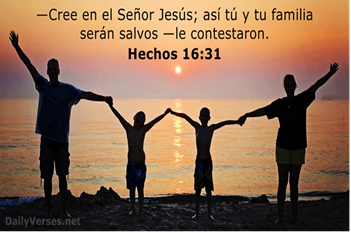 —Cree en el Señor Jesús; así tú y tu familia
serán salvos —le contestaron.
Hechos 16:31
DailyVerses.net